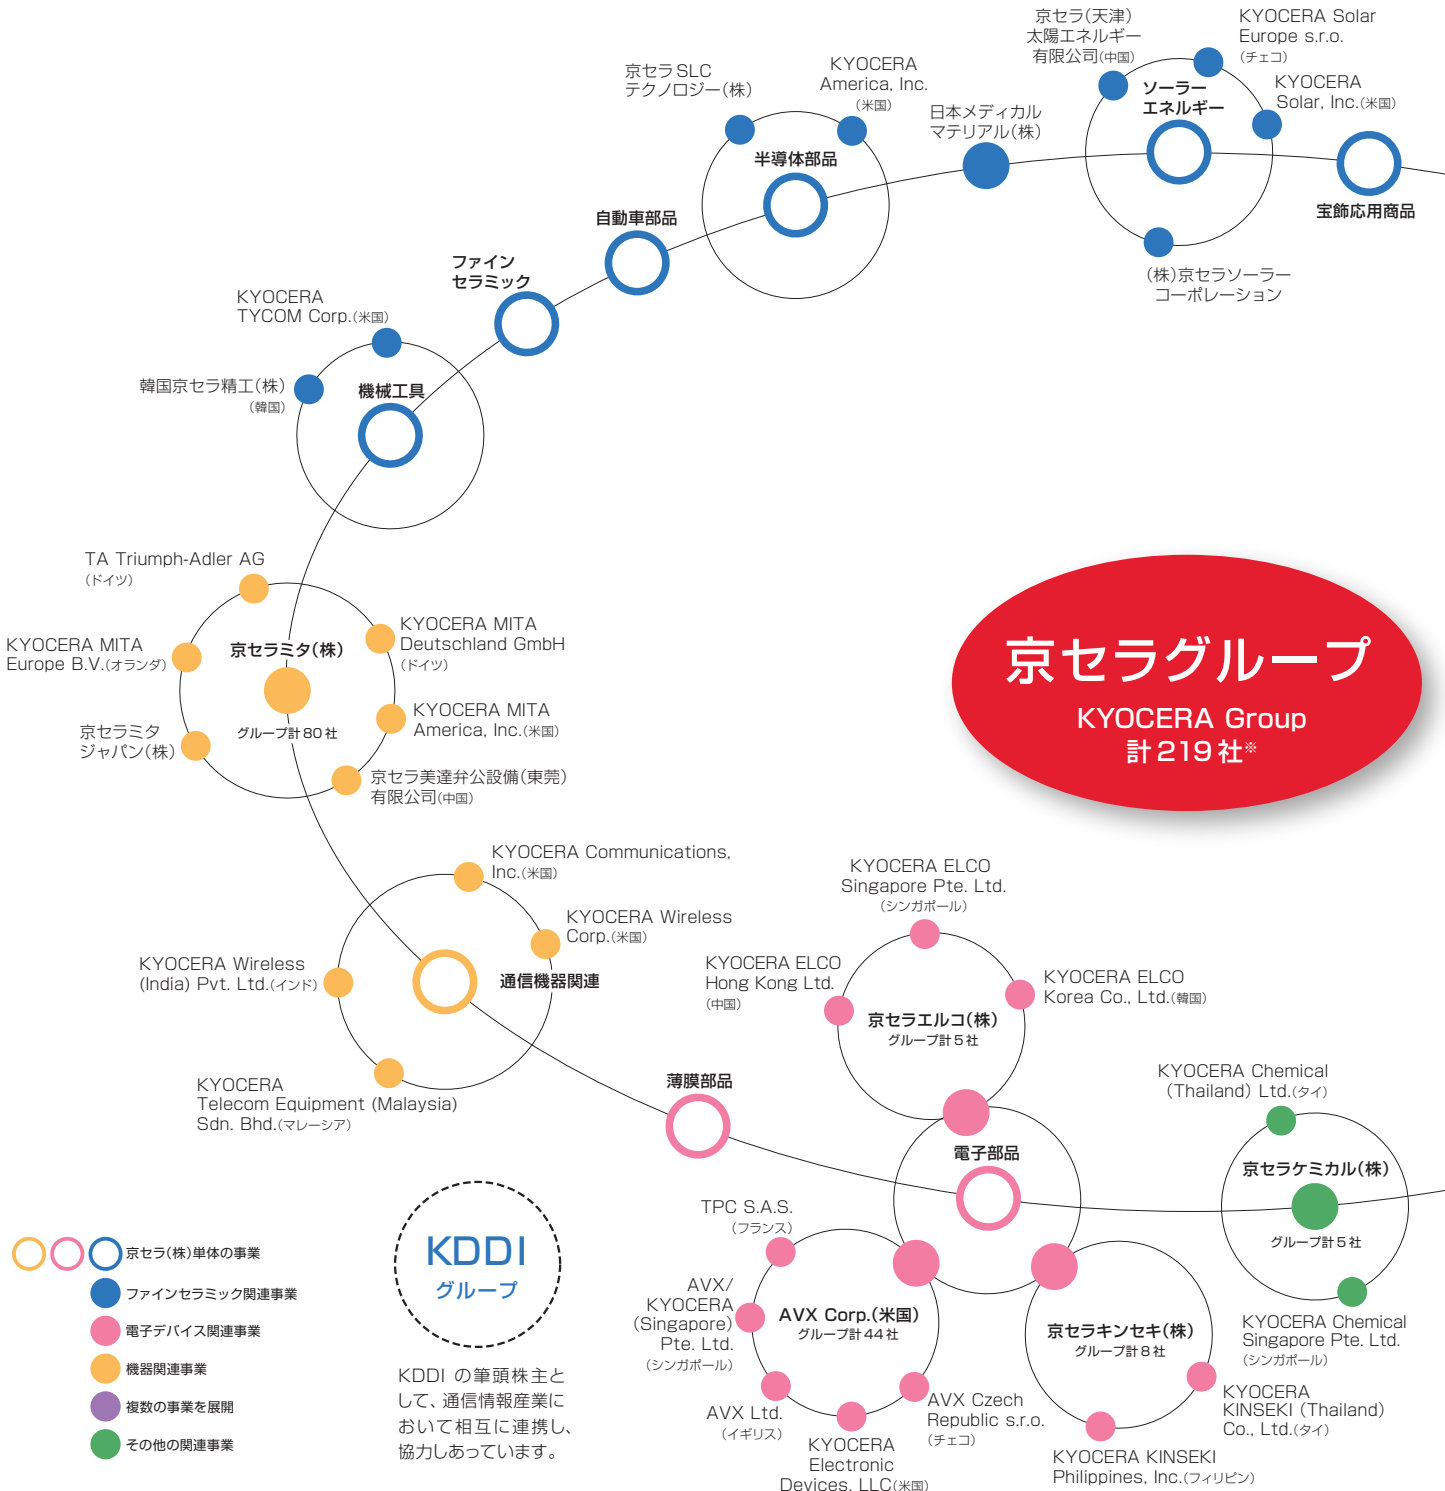 京セラ(天津)
太陽エネルギー
有限公司(中国)
KYOCERA Solar
Europe s.r.o.
(チェコ)
KYOCERA
Solar, Inc.(米国)
ソーラー
エネルギー
(株)京セラソーラー
コーポレーション
宝飾応用商品
日本メディカル
マテリアル(株)
京セラSLC
テクノロジー(株)
KYOCERA
America, Inc.
(米国)
半導体部品
自動車部品
ファイン
セラミック
KYOCERA
TYCOM Corp.(米国)
韓国京セラ精工(株)
(韓国)
機械工具
TA Triumph-Adler AG
(ドイツ)
KYOCERA MITA
Europe B.V.(オランダ)
京セラミタ(株)
グループ計80社
KYOCERA MITA
Deutschland GmbH
(ドイツ)
KYOCERA MITA
America, Inc.(米国)
京セラミタ
ジャパン(株)
京セラ美達弁公設備(東莞)
有限公司(中国)
京セラグループ
KYOCERA Group
計219社※
KYOCERA Communications,
Inc.(米国)
KYOCERA Wireless
Corp.(米国)
KYOCERA Wireless
(India) Pvt. Ltd.(インド)
通信機器関連
KYOCERA
Telecom Equipment (Malaysia)
Sdn. Bhd.(マレーシア)
薄膜部品
KYOCERA ELCO
Singapore Pte. Ltd.
(シンガポール)
KYOCERA ELCO
Hong Kong Ltd.
(中国)
KYOCERA ELCO
Korea Co., Ltd.(韓国)
京セラエルコ(株)
グループ計5社
電子部品
TPC S.A.S.
(フランス)
AVX/
KYOCERA
(Singapore)
Pte. Ltd.
(シンガポール)
AVX Corp.(米国)
グループ計44社
AVX Ltd.
(イギリス)
KYOCERA
Electronic
Devices, LLC(米国)
AVX Czech
Republic s.r.o.
(チェコ)
京セラキンセキ(株)
グループ計8社
KYOCERA
KINSEKI (Thailand)
Co., Ltd.(タイ)
KYOCERA KINSEKI
Philippines, Inc.(フィリピン)
KYOCERA Chemical
(Thailand) Ltd.(タイ)
京セラケミカル(株)
グループ計5社
KYOCERA Chemical
Singapore Pte. Ltd.
(シンガポール)
KDDI
グループ
KDDIの筆頭株主と
して、通信情報産業に
おいて相互に連携し、
協力しあっています。
京セラ(株)単体の事業
ファインセラミック関連事業
電子デバイス関連事業
機器関連事業
複数の事業を展開
その他の関連事業